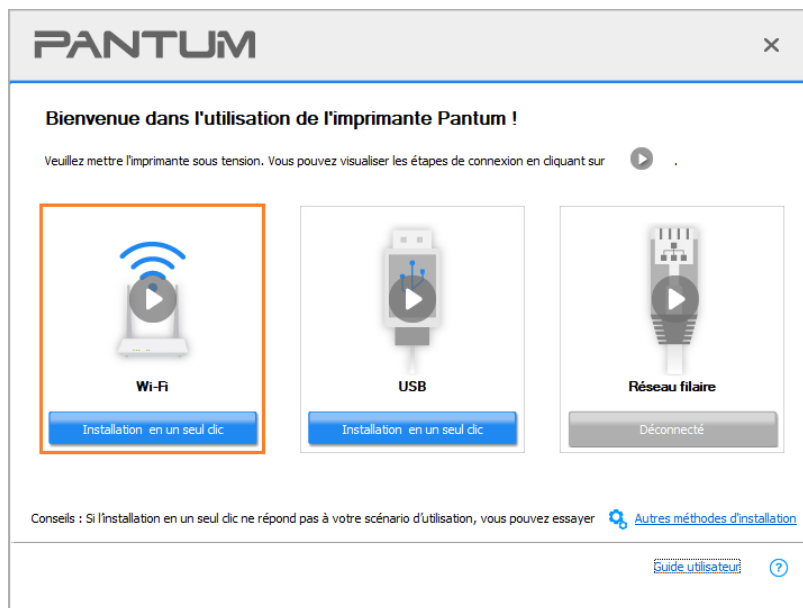 PANTUM
Bienvenue dans l'utilisation de l'imprimante Pantum !
Veuillez mettre l'imprimante sous tension. Vous pouvez visualiser les étapes de connexion en cliquant sur .
Wi-Fi
Installation en un seul clic
USB
Installation en un seul clic
Réseau filaire
Déconnecté
Conseils : Si l'installation en un seul clic ne répond pas à votre scénario d'utilisation, vous pouvez essayer Autres méthodes d'installation
Guide utilisateur ?